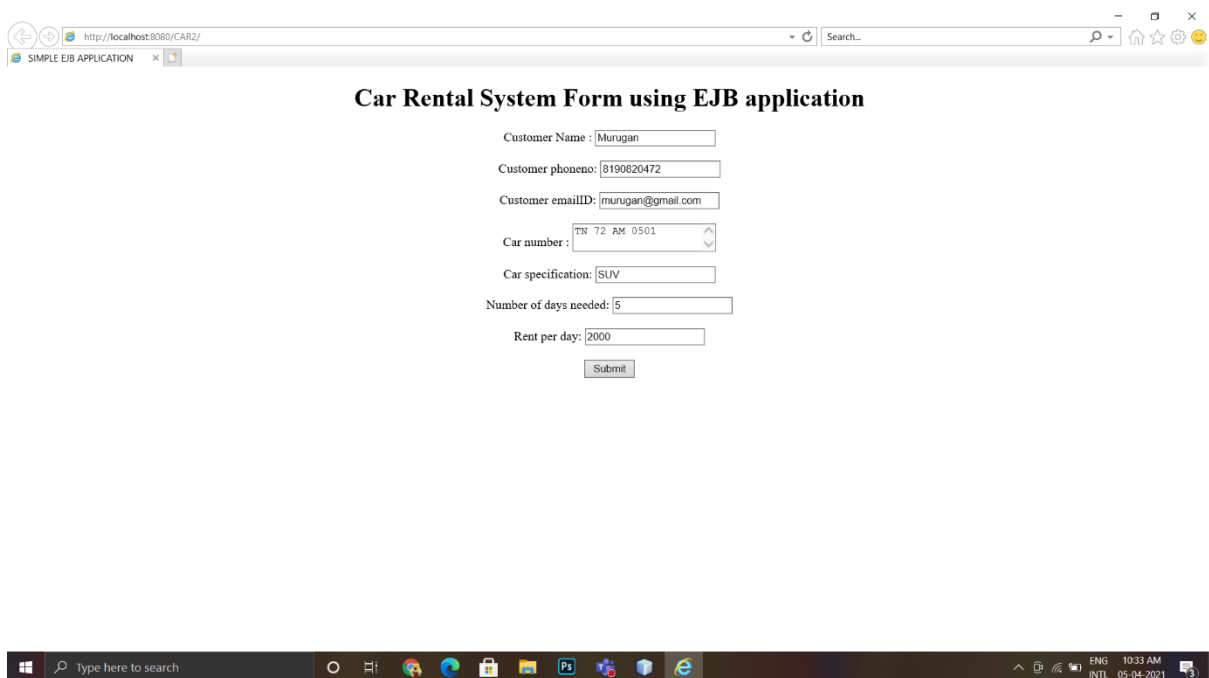 http://localhost:8080/CAR2/
Search...
SIMPLE EJB APPLICATION
Car Rental System Form using EJB application
Customer Name : Murugan
Customer phoneno: 8190820472
Customer emailID: murugan@gmail.com
Car number : TN 72 AM 0501
Car specification: SUV
Number of days needed: 5
Rent per day: 2000
Submit
Type here to search
Ps
ENG 10:33 AM
INTL 05-04-2021
3